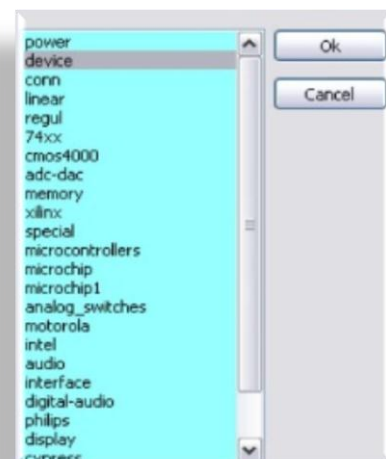 power
device
conn
linear
regul
74xx
cmos4000
adc-dac
memory
xilinx
special
microcontrollers
microchip
microchip1
analog_switches
motorola
intel
audio
interface
digital-audio
philips
display
cypress
Ok
Cancel